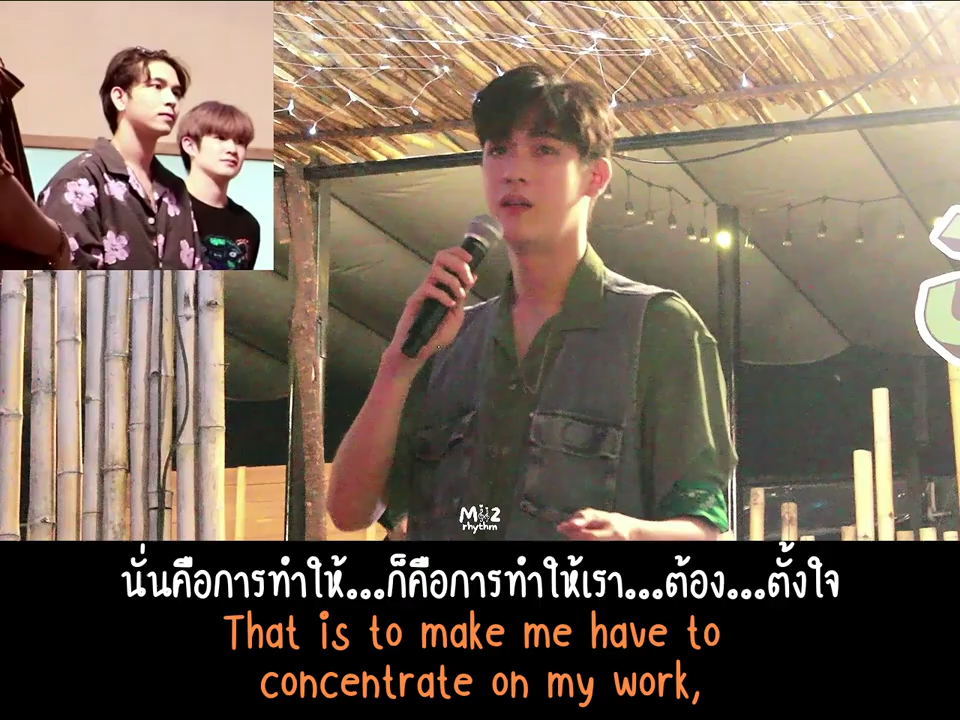 M2
rhythm
นั่นคือการทำให้...ก็คือการทำให้เรา...ต้อง...ตั้งใจ
That is to make me have to
concentrate on my work,